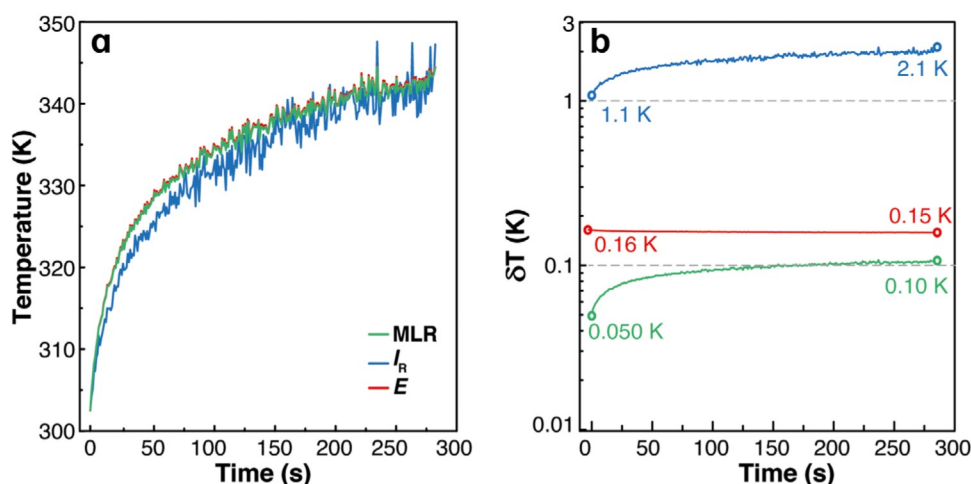 a
350
340
330
320
310
300
Temperature (K)
0 50 100 150 200 250 300
Time (s)
MLR
I_R
E
b
3
1
0.1
0.01
δT (K)
2.1 K
1.1 K
0.15 K
0.16 K
0.10 K
0.050 K
0 50 100 150 200 250 300
Time (s)